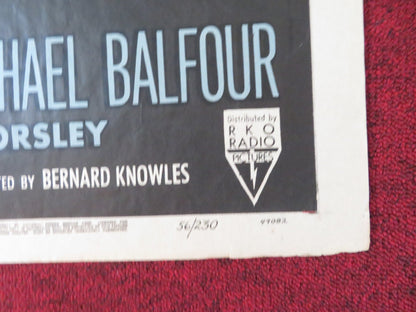 HAEL BALFOUR
ORSLEY
TED BY BERNARD KNOWLES
Distributed by
RKO
RADIO
PICTURES
56/230